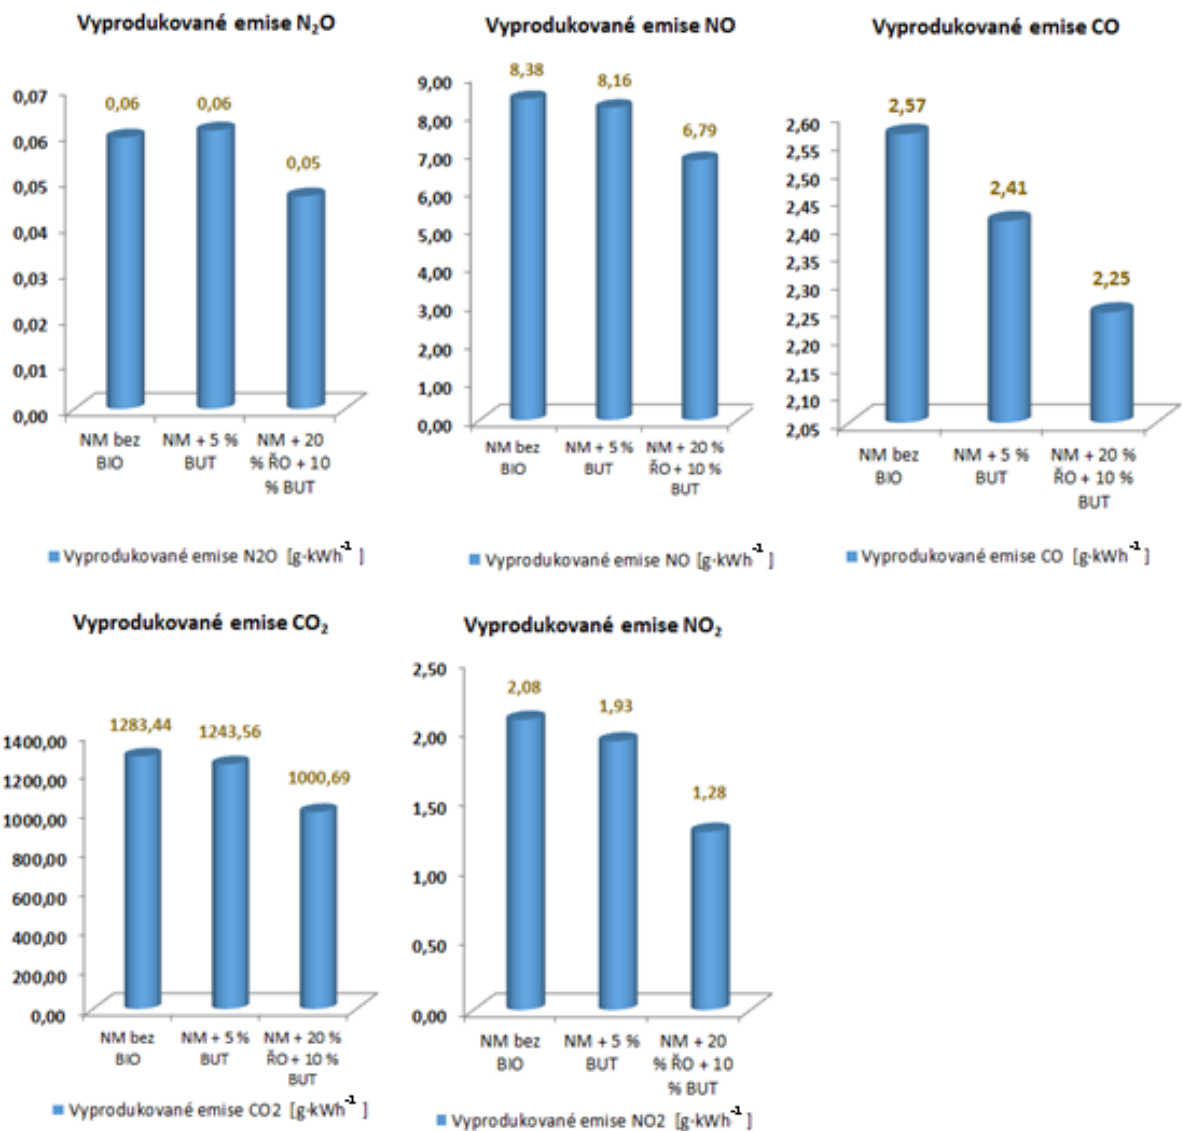 Vyprodukované emise N₂O
0,07
0,06
0,05
0,04
0,03
0,02
0,01
0,00
0,06
0,06
0,05
NM bez
BIO
NM + 5 %
BUT
NM + 20
% ŘO + 10
% BUT
Vyprodukované emise N2O [g·kWh⁻¹ ]
Vyprodukované emise NO
9,00
8,00
7,00
6,00
5,00
4,00
3,00
2,00
1,00
0,00
8,38
8,16
6,79
NM bez
BIO
NM + 5 %
BUT
NM + 20 %
ŘO + 10 %
BUT
Vyprodukované emise NO [g·kWh⁻¹ ]
Vyprodukované emise CO
2,60
2,55
2,50
2,45
2,40
2,35
2,30
2,25
2,20
2,15
2,10
2,05
2,57
2,41
2,25
NM bez
BIO
NM + 5 %
BUT
NM + 20 %
ŘO + 10 %
BUT
Vyprodukované emise CO [g·kWh⁻¹ ]
Vyprodukované emise CO₂
1400,00
1200,00
1000,00
800,00
600,00
400,00
200,00
0,00
1283,44
1243,56
1000,69
NM bez
BIO
NM + 5 %
BUT
NM + 20 %
ŘO + 10 %
BUT
Vyprodukované emise CO2 [g·kWh⁻¹ ]
Vyprodukované emise NO₂
2,50
2,00
1,50
1,00
0,50
0,00
2,08
1,93
1,28
NM bez
BIO
NM + 5 %
BUT
NM + 20
% ŘO + 10
% BUT
Vyprodukované emise NO2 [g·kWh⁻¹ ]